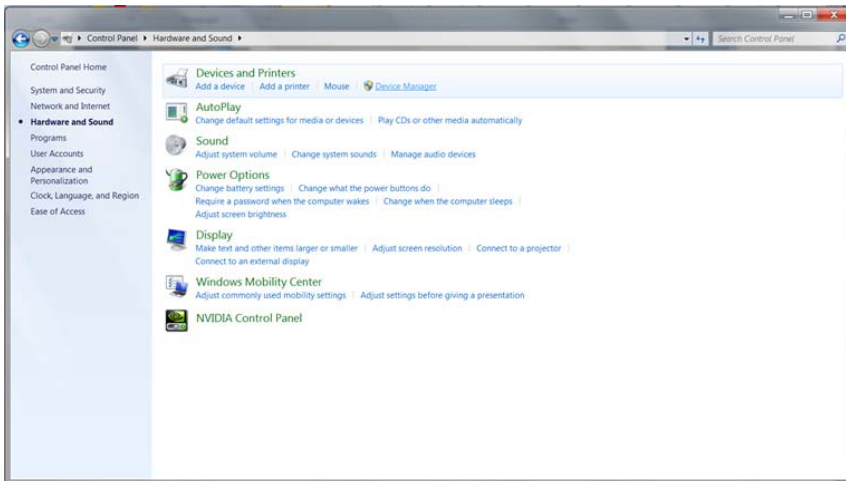 Control Panel Hardware and Sound
Search Control Panel
Control Panel Home
System and Security
Network and Internet
Hardware and Sound
Programs
User Accounts
Appearance and
Personalization
Clock, Language, and Region
Ease of Access
Devices and Printers
Add a device Add a printer Mouse Device Manager
AutoPlay
Change default settings for media or devices Play CDs or other media automatically
Sound
Adjust system volume Change system sounds Manage audio devices
Power Options
Change battery settings Change what the power buttons do
Require a password when the computer wakes Change when the computer sleeps
Adjust screen brightness
Display
Make text and other items larger or smaller Adjust screen resolution Connect to a projector
Connect to an external display
Windows Mobility Center
Adjust commonly used mobility settings Adjust settings before giving a presentation
NVIDIA Control Panel